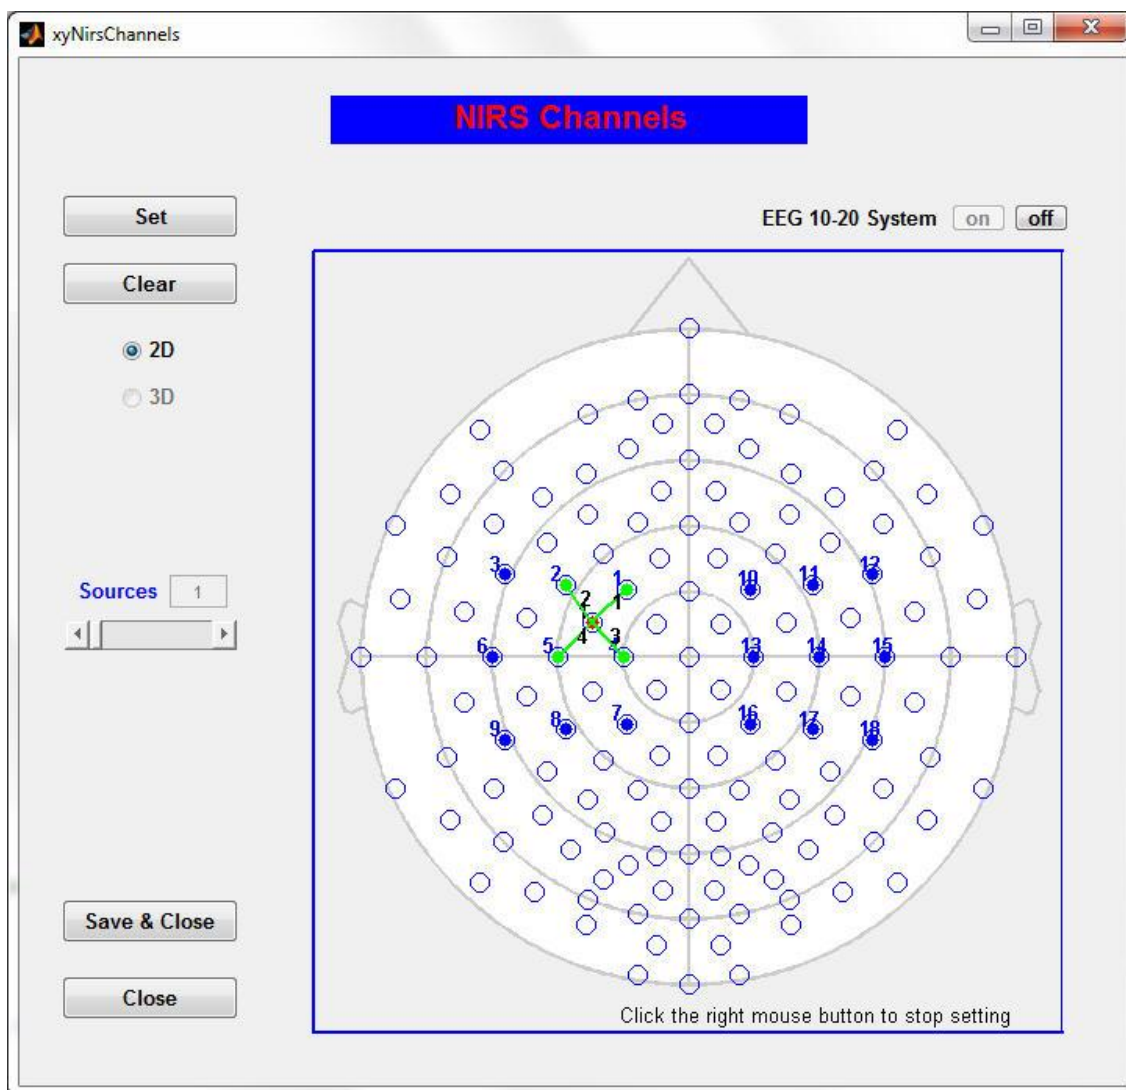 xyNirsChannels
NIRS Channels
Set
EEG 10-20 System on off
Clear
2D
3D
3 2 1 10 11 12
2 1
Sources 1
4 3
6 5 4 13 14 15
9 8 7 16 17 18
Save & Close
Close
Click the right mouse button to stop setting